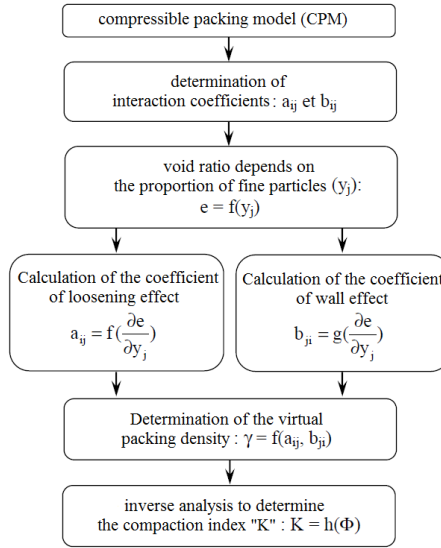 compressible packing model (CPM)
determination of
interaction coefficients : aij et bij
void ratio depends on
the proportion of fine particles (yj):
e = f(yj)
Calculation of the coefficient
of loosening effect
aij = f(∂e/∂yj)
Calculation of the coefficient
of wall effect
bji = g(∂e/∂yj)
Determination of the virtual
packing density : γ = f(aij, bji)
inverse analysis to determine
the compaction index "K" : K = h(Φ)